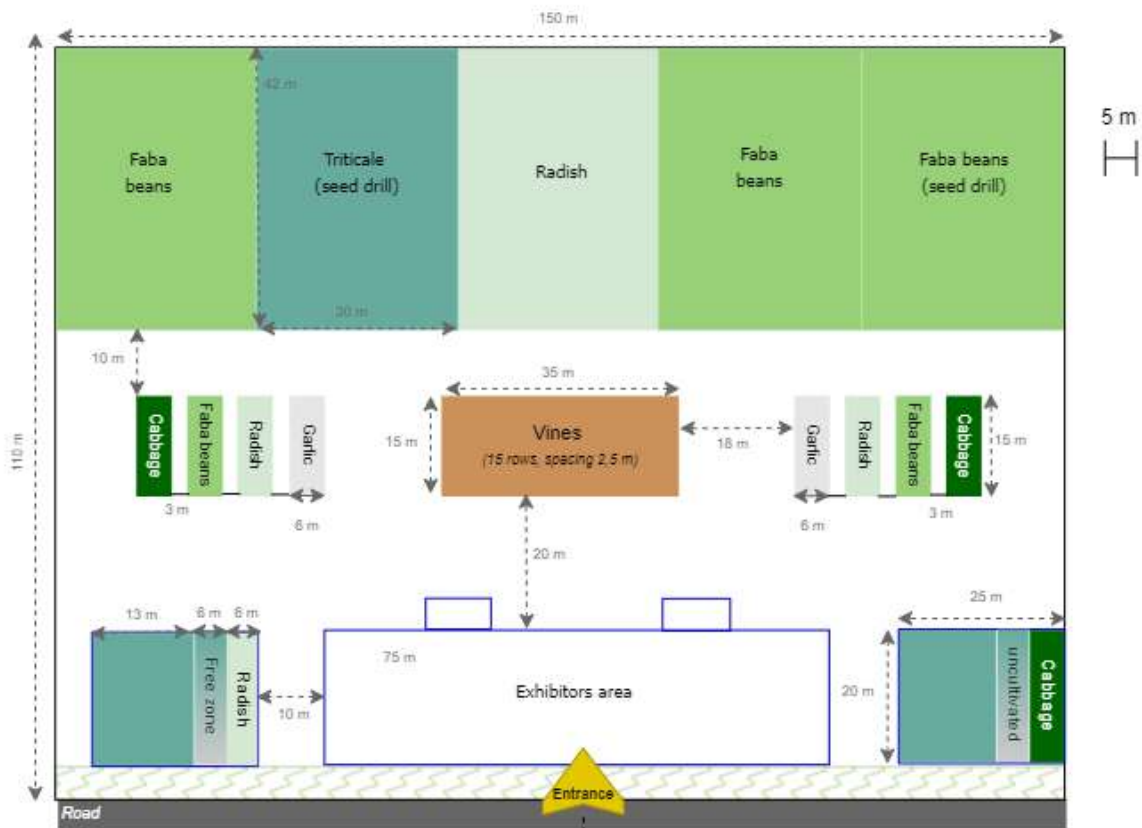 150 m
5 m
42 m
Faba
beans
Triticale
(seed drill)
Radish
Faba
beans
Faba beans
(seed drill)
30 m
10 m
110 m
35 m
Cabbage
Faba beans
Radish
Garlic
15 m
Vines
(15 rows, spacing 2,5 m)
18 m
Garlic
Radish
Faba beans
Cabbage
15 m
3 m
6 m
6 m
3 m
20 m
13 m
6 m
6 m
25 m
75 m
Free zone
Radish
10 m
Exhibitors area
20 m
uncultivated
Cabbage
Entrance
Road